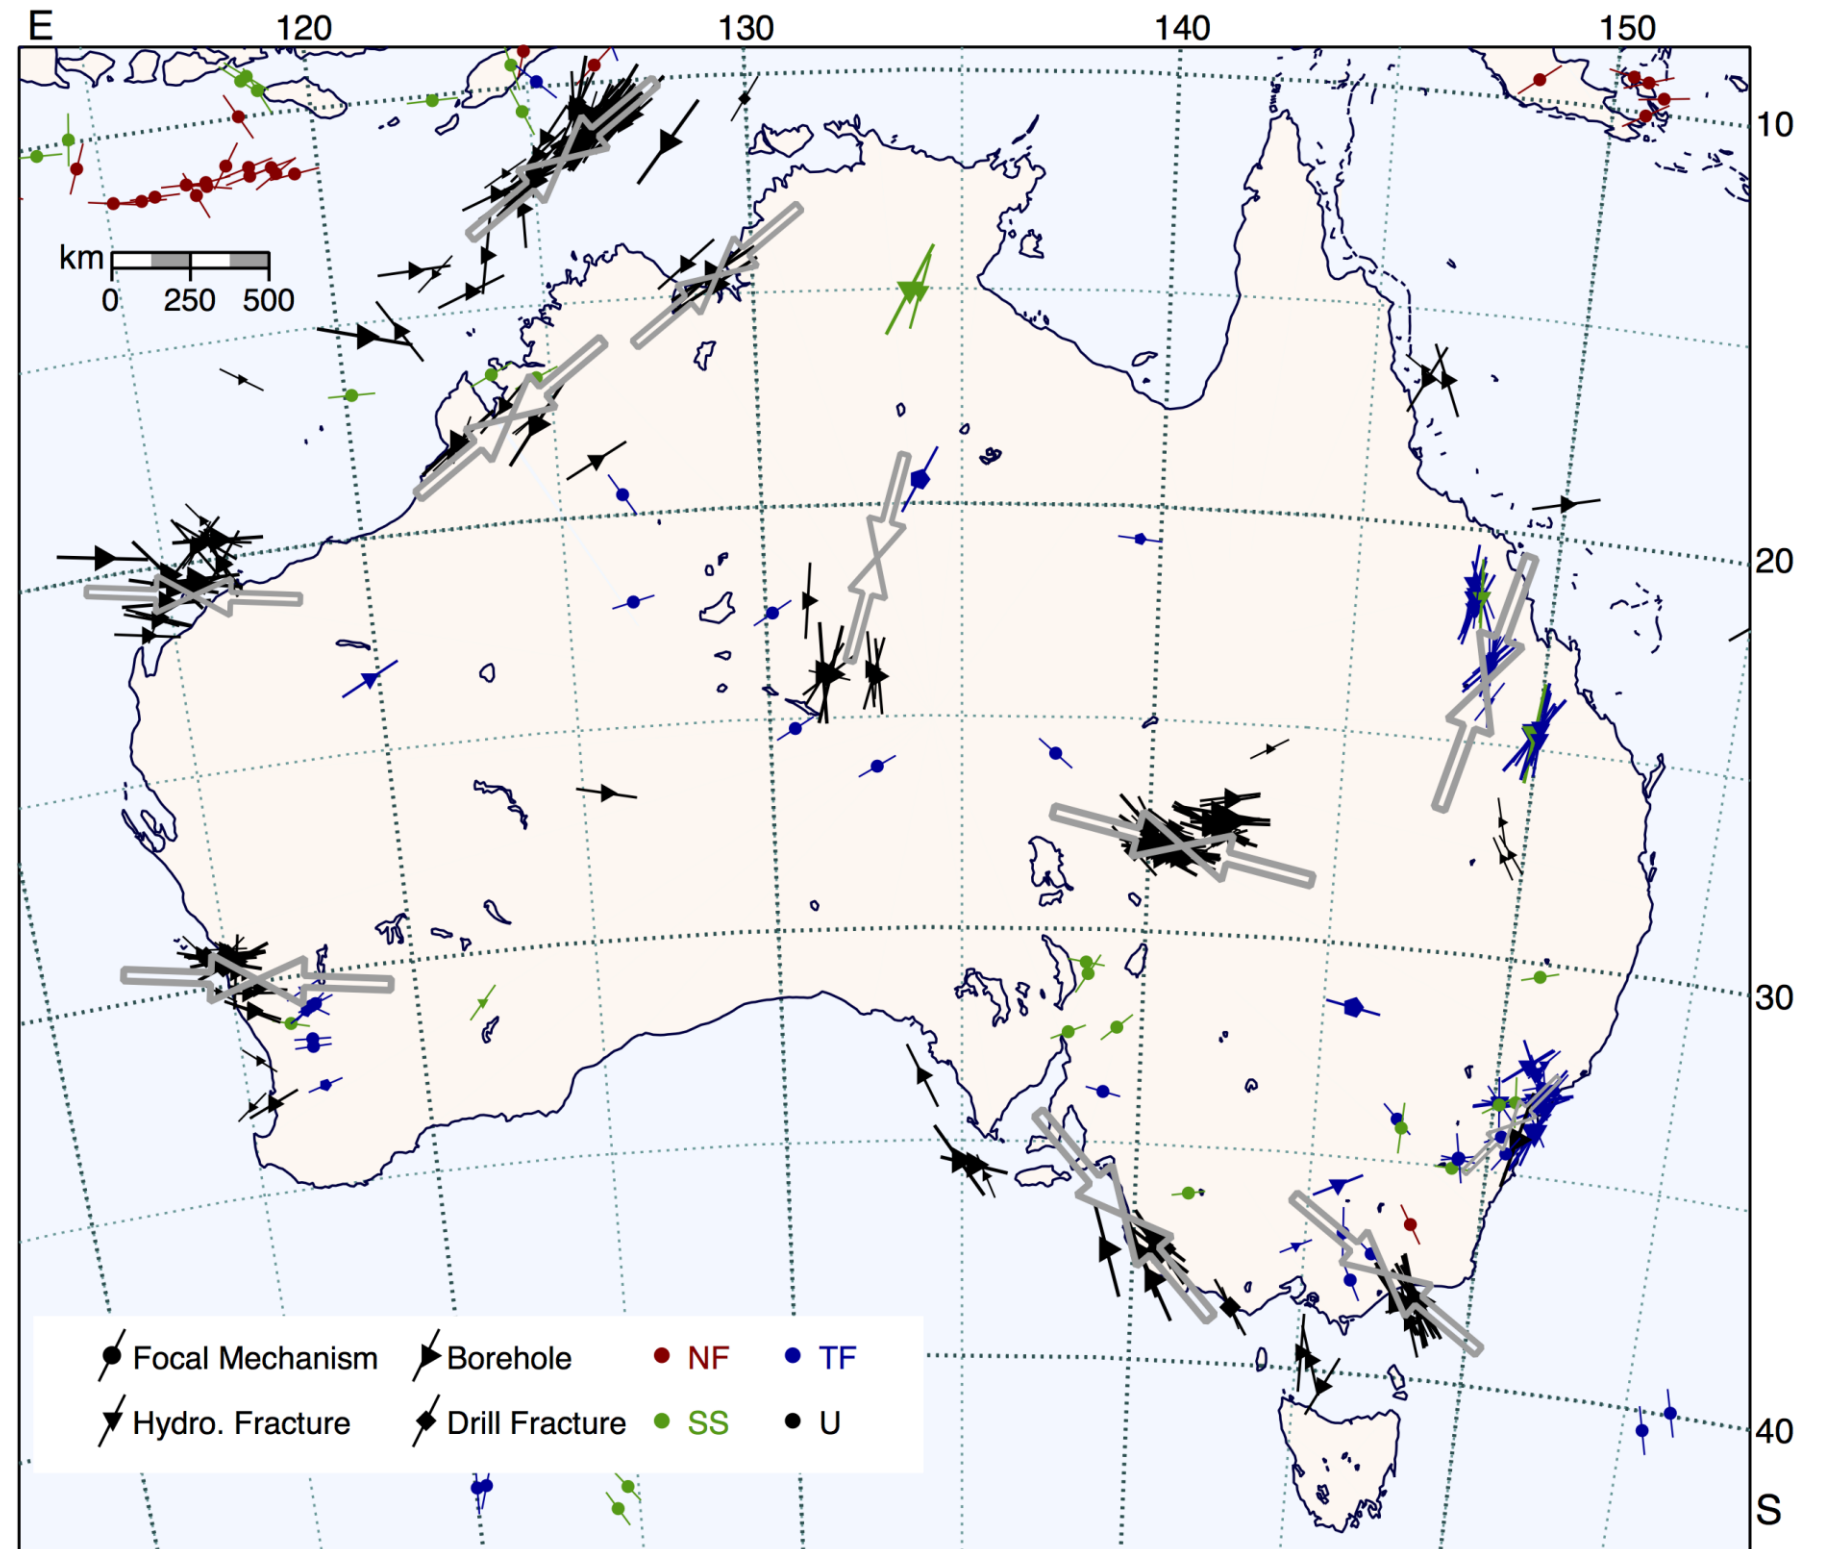 E 120 130 140 150
10
km
0 250 500
20
30
Focal Mechanism Borehole NF TF
Hydro. Fracture Drill Fracture SS U
40
S